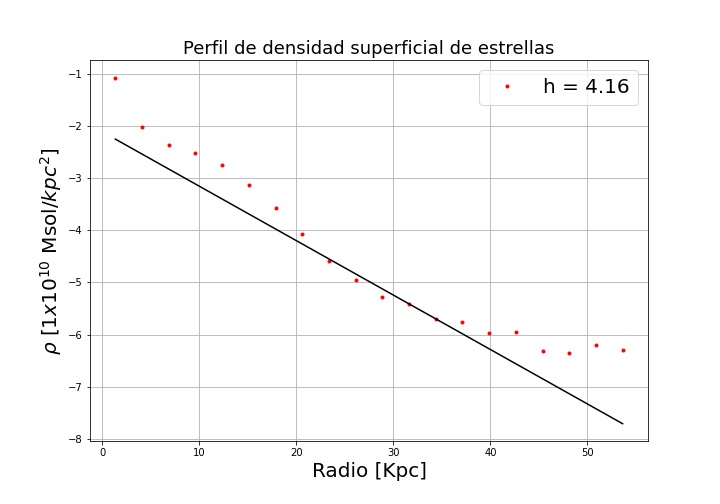 Perfil de densidad superficial de estrellas
h = 4.16
−1
−2
−3
−4
−5
−6
−7
−8
ρ [1x10¹⁰ Msol/kpc²]
0 10 20 30 40 50
Radio [Kpc]